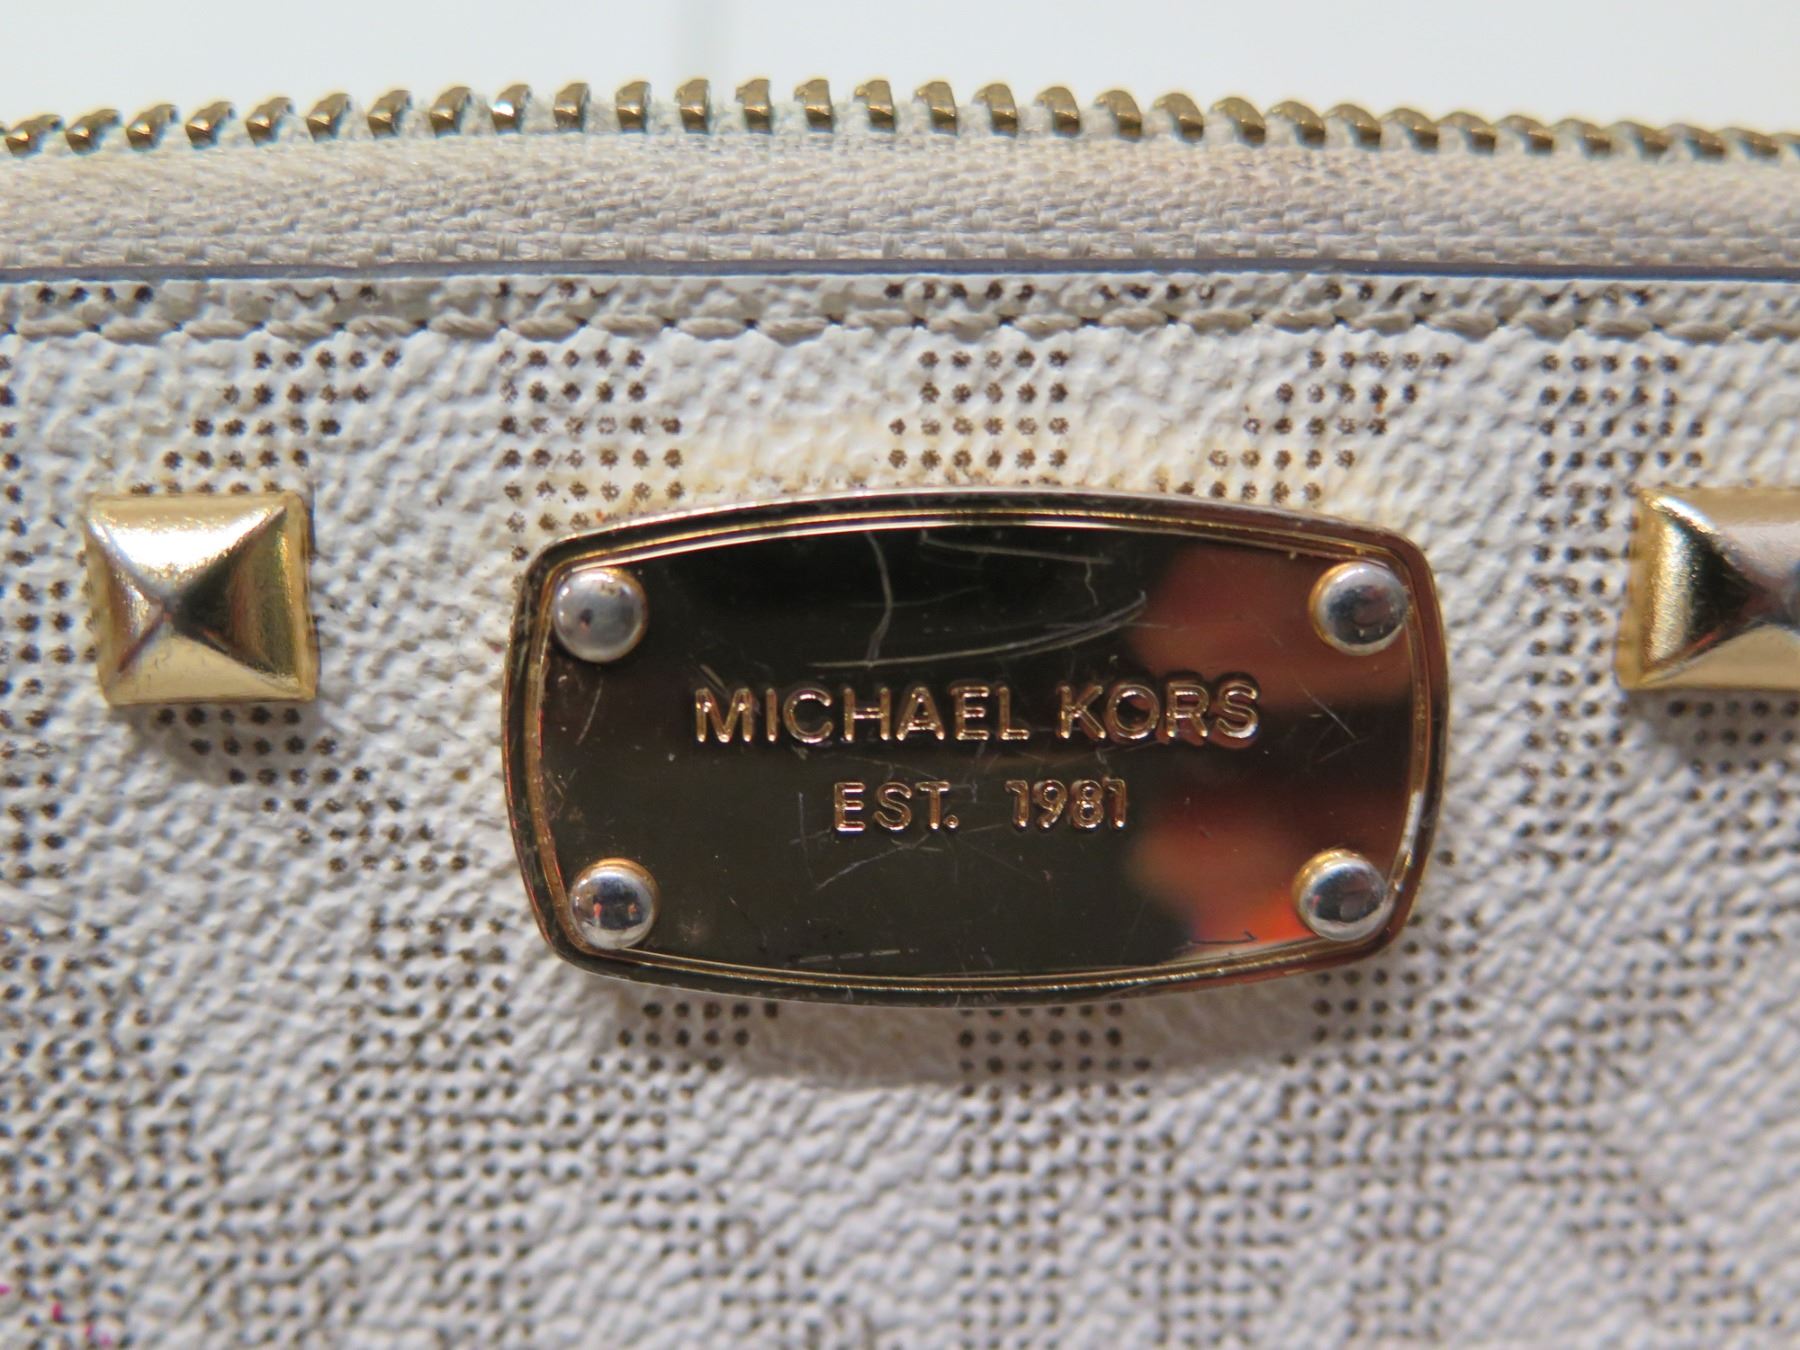 MICHAEL KORS
EST. 1981